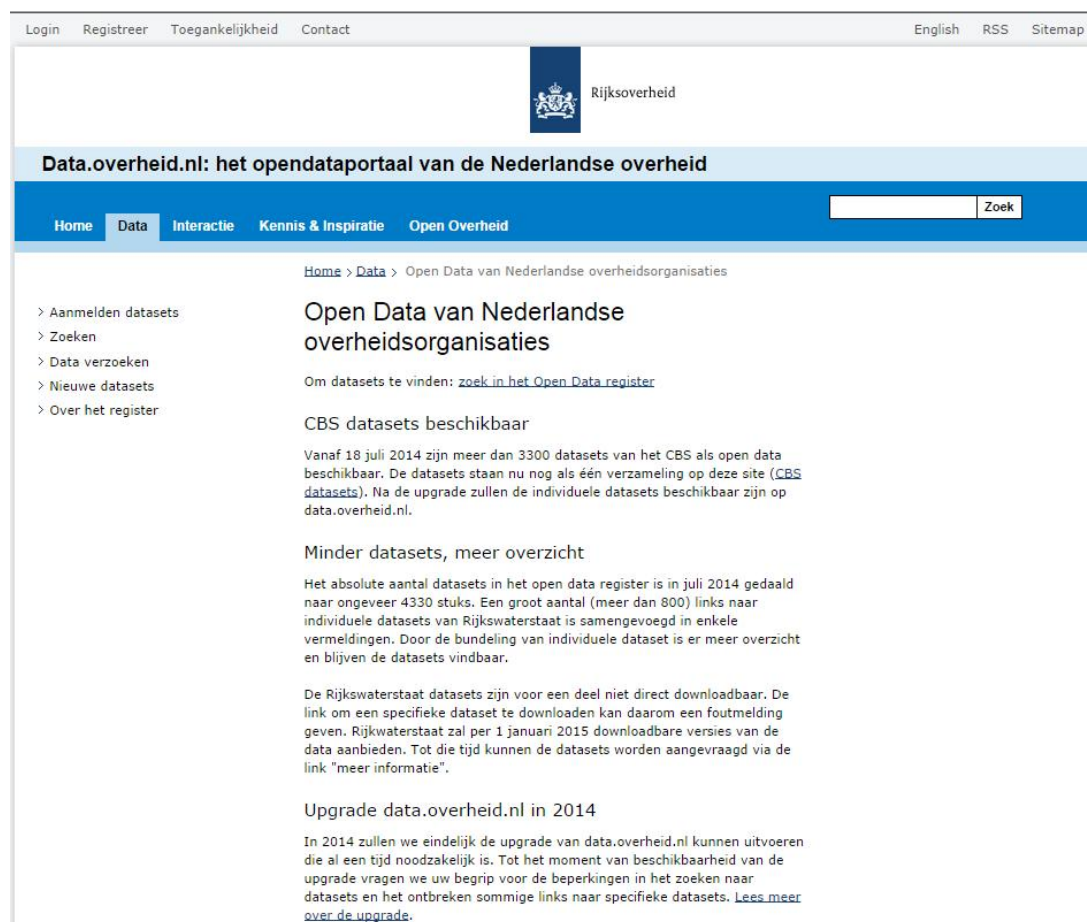 Login Registreer Toegankelijkheid Contact English RSS Sitemap
Rijksoverheid
Data.overheid.nl: het opendataportaal van de Nederlandse overheid
Zoek
Home Data Interactie Kennis & Inspiratie Open Overheid
Home > Data > Open Data van Nederlandse overheidsorganisaties
> Aanmelden datasets
> Zoeken
> Data verzoeken
> Nieuwe datasets
> Over het register
Open Data van Nederlandse
overheidsorganisaties
Om datasets te vinden: zoek in het Open Data register
CBS datasets beschikbaar
Vanaf 18 juli 2014 zijn meer dan 3300 datasets van het CBS als open data
beschikbaar. De datasets staan nu nog als één verzameling op deze site (CBS
datasets). Na de upgrade zullen de individuele datasets beschikbaar zijn op
data.overheid.nl.
Minder datasets, meer overzicht
Het absolute aantal datasets in het open data register is in juli 2014 gedaald
naar ongeveer 4330 stuks. Een groot aantal (meer dan 800) links naar
individuele datasets van Rijkswaterstaat is samengevoegd in enkele
vermeldingen. Door de bundeling van individuele dataset is er meer overzicht
en blijven de datasets vindbaar.
De Rijkswaterstaat datasets zijn voor een deel niet direct downloadbaar. De
link om een specifieke dataset te downloaden kan daarom een foutmelding
geven. Rijkwaterstaat zal per 1 januari 2015 downloadbare versies van de
data aanbieden. Tot die tijd kunnen de datasets worden aangevraagd via de
link "meer informatie".
Upgrade data.overheid.nl in 2014
In 2014 zullen we eindelijk de upgrade van data.overheid.nl kunnen uitvoeren
die al een tijd noodzakelijk is. Tot het moment van beschikbaarheid van de
upgrade vragen we uw begrip voor de beperkingen in het zoeken naar
datasets en het ontbreken sommige links naar specifieke datasets. Lees meer
over de upgrade.